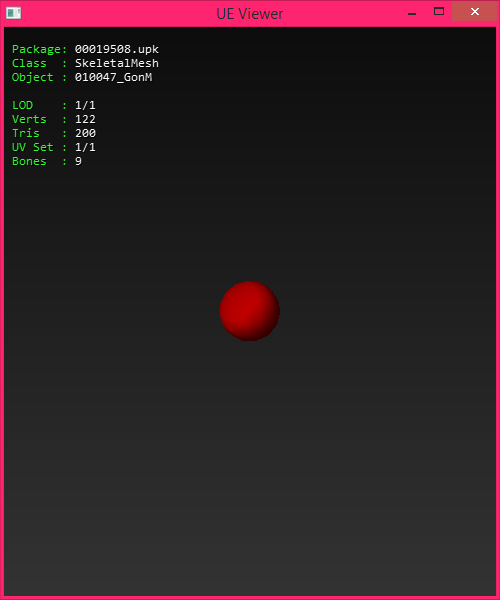 UE Viewer
Package: 00019508.upk
Class  : SkeletalMesh
Object : 010047_GonM
LOD    : 1/1
Verts  : 122
Tris   : 200
UV Set : 1/1
Bones  : 9